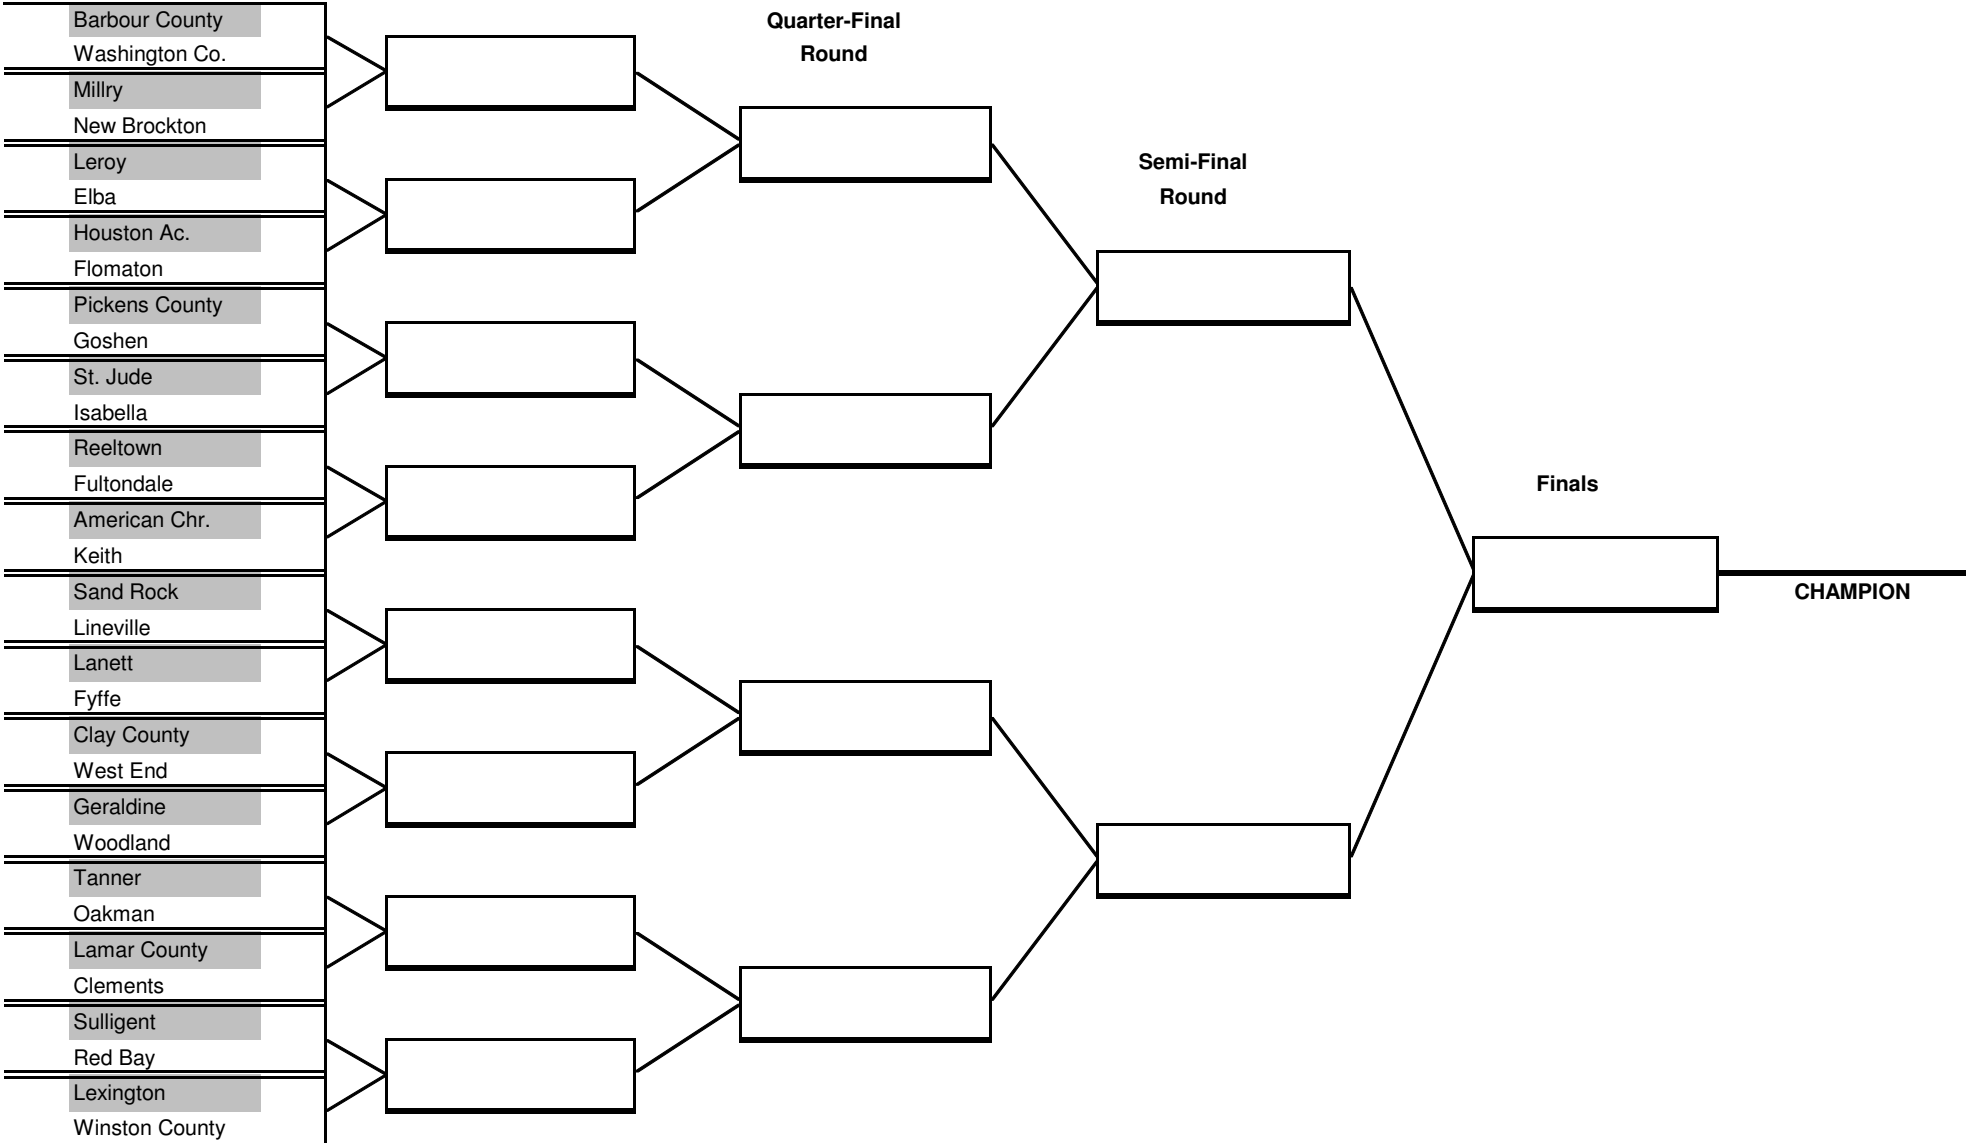 Barbour County
Washington Co.
Millry
New Brockton
Leroy
Elba
Houston Ac.
Flomaton
Pickens County
Goshen
St. Jude
Isabella
Reeltown
Fultondale
American Chr.
Keith
Sand Rock
Lineville
Lanett
Fyffe
Clay County
West End
Geraldine
Woodland
Tanner
Oakman
Lamar County
Clements
Sulligent
Red Bay
Lexington
Winston County
Quarter-Final
Round
Semi-Final
Round
Finals
CHAMPION